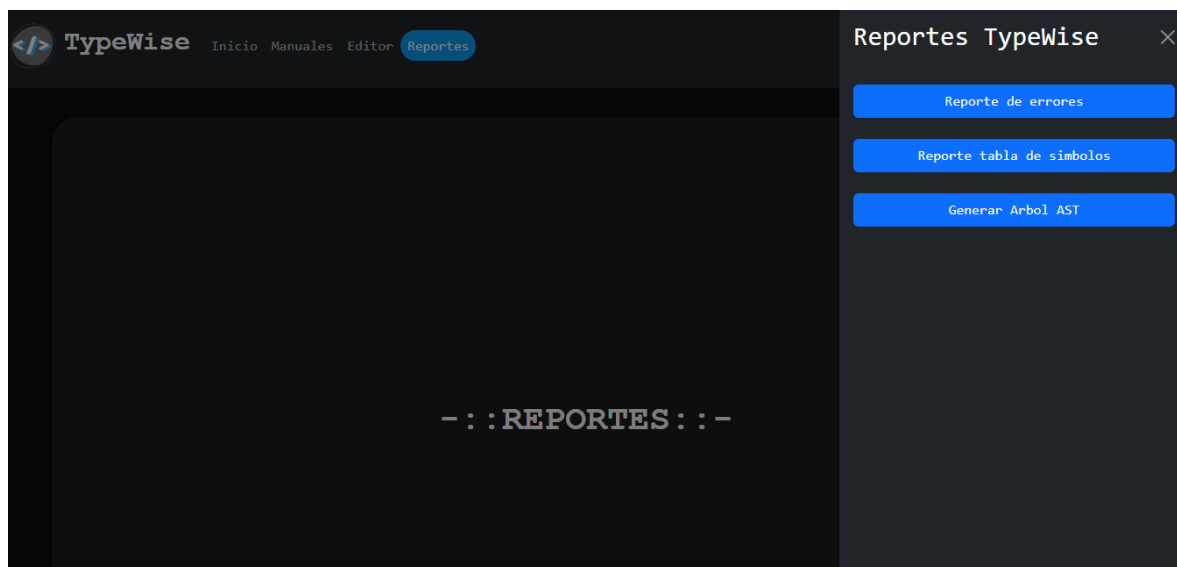 </> TypeWise Inicio Manuales Editor Reportes
Reportes TypeWise
Reporte de errores
Reporte tabla de simbolos
Generar Arbol AST
-::REPORTES::-